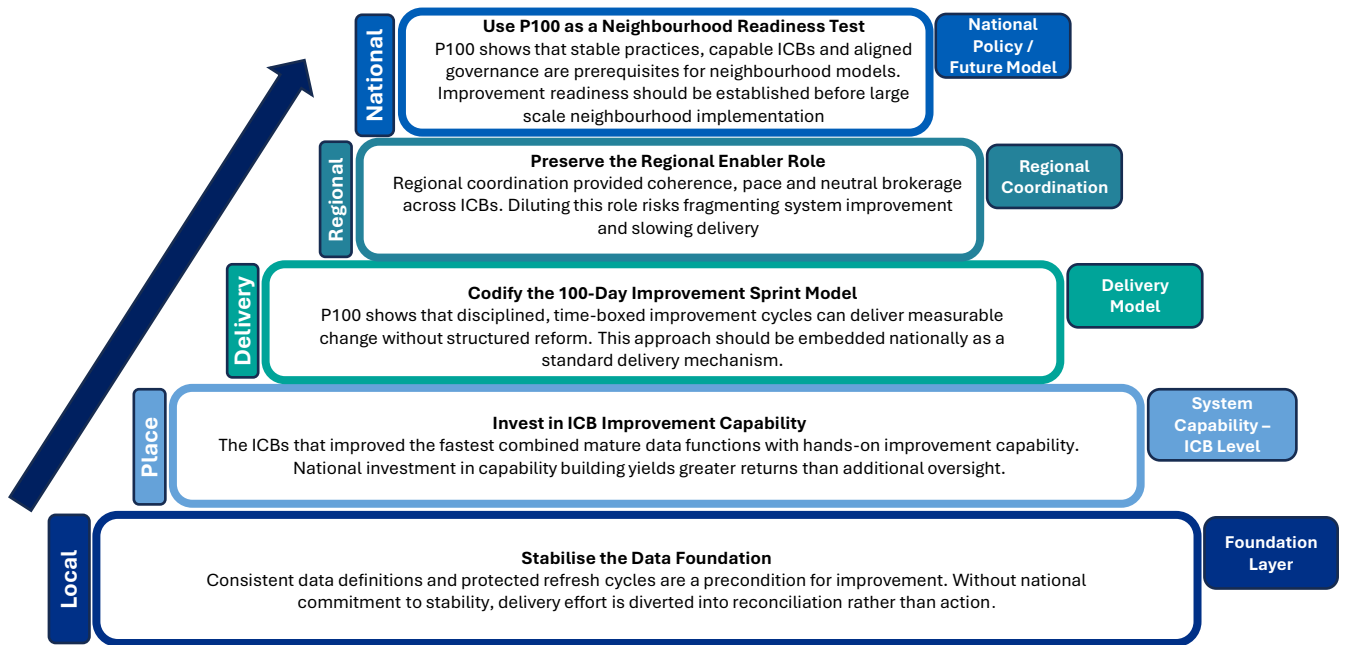 National
Use P100 as a Neighbourhood Readiness Test
P100 shows that stable practices, capable ICBs and aligned
governance are prerequisites for neighbourhood models.
Improvement readiness should be established before large
scale neighbourhood implementation
National
Policy /
Future Model
Regional
Preserve the Regional Enabler Role
Regional coordination provided coherence, pace and neutral brokerage
across ICBs. Diluting this role risks fragmenting system improvement
and slowing delivery
Regional
Coordination
Delivery
Codify the 100-Day Improvement Sprint Model
P100 shows that disciplined, time-boxed improvement cycles can deliver measurable
change without structured reform. This approach should be embedded nationally as a
standard delivery mechanism.
Delivery
Model
Place
Invest in ICB Improvement Capability
The ICBs that improved the fastest combined mature data functions with hands-on improvement capability.
National investment in capability building yields greater returns than additional oversight.
System
Capability –
ICB Level
Local
Stabilise the Data Foundation
Consistent data definitions and protected refresh cycles are a precondition for improvement. Without national
commitment to stability, delivery effort is diverted into reconciliation rather than action.
Foundation
Layer